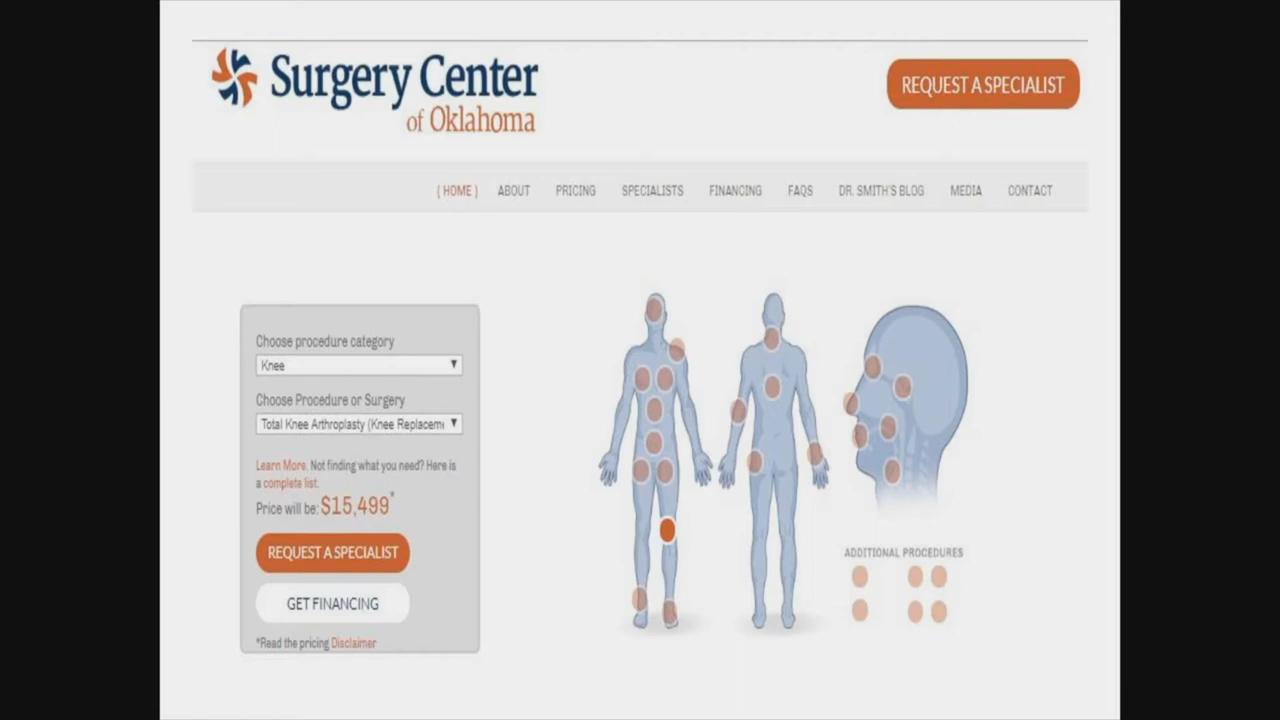 Surgery Center
of Oklahoma
REQUEST A SPECIALIST
( HOME ) ABOUT PRICING SPECIALISTS FINANCING FAQS DR. SMITH'S BLOG MEDIA CONTACT
Choose procedure category
Knee
Choose Procedure or Surgery
Total Knee Arthroplasty (Knee Replacem
Learn More. Not finding what you need? Here is
a complete list.
Price will be: $15,499*
REQUEST A SPECIALIST
GET FINANCING
*Read the pricing Disclaimer
ADDITIONAL PROCEDURES